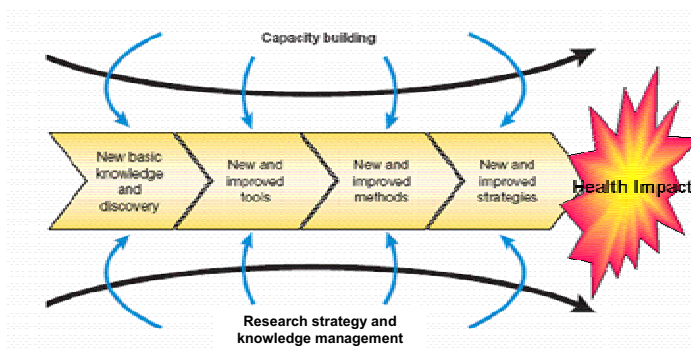 Capacity building
New basic
knowledge
and
discovery
New and
improved
tools
New and
improved
methods
New and
improved
strategies
Health Impact
Research strategy and
knowledge management